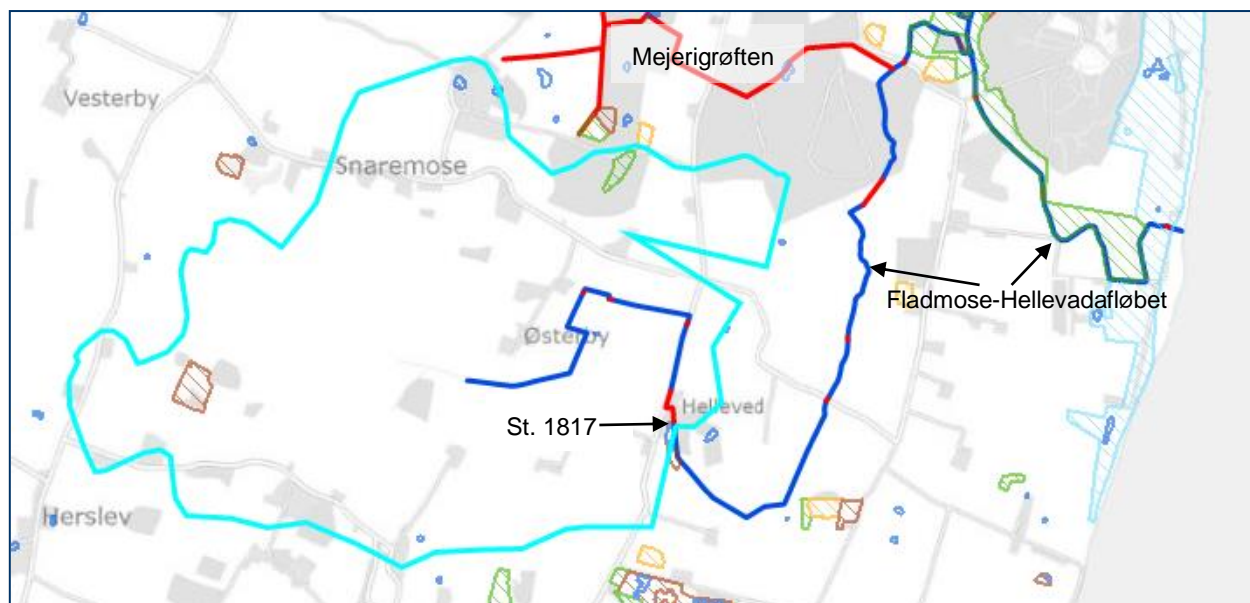 Mejerigrøften
Vesterby
Snaremose
Fladmose-Hellevadafløbet
Østerby
Helleved
St. 1817
Herslev